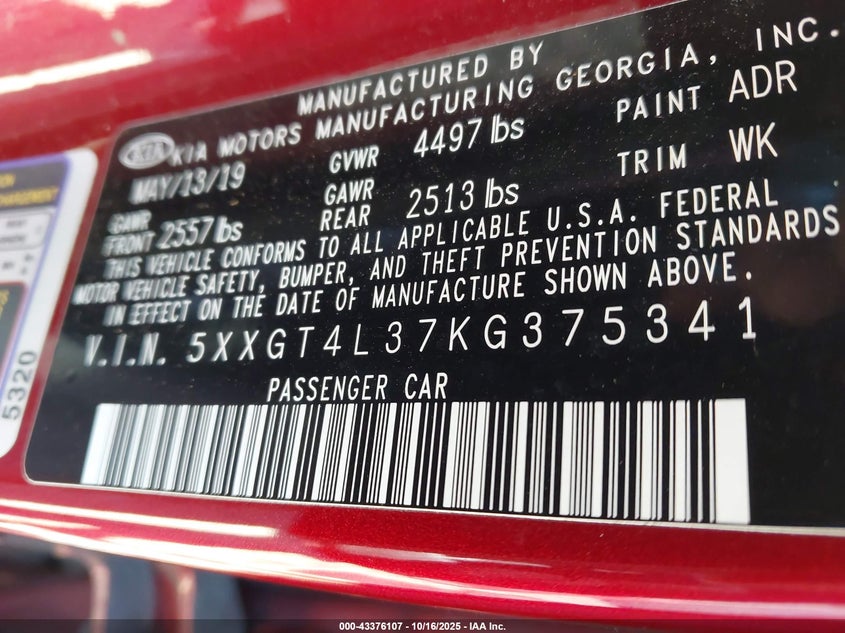 MANUFACTURED BY
KIA KIA MOTORS MANUFACTURING GEORGIA, INC.
MAY/13/19 GVWR 4497 lbs PAINT ADR
GAWR FRONT 2557 lbs GAWR REAR 2513 lbs TRIM WK
THIS VEHICLE CONFORMS TO ALL APPLICABLE U.S.A. FEDERAL
MOTOR VEHICLE SAFETY, BUMPER, AND THEFT PREVENTION STANDARDS
IN EFFECT ON THE DATE OF MANUFACTURE SHOWN ABOVE.
V.I.N. 5XXGT4L37KG375341
PASSENGER CAR
5320
000-43376107 - 10/16/2025 - IAA Inc.